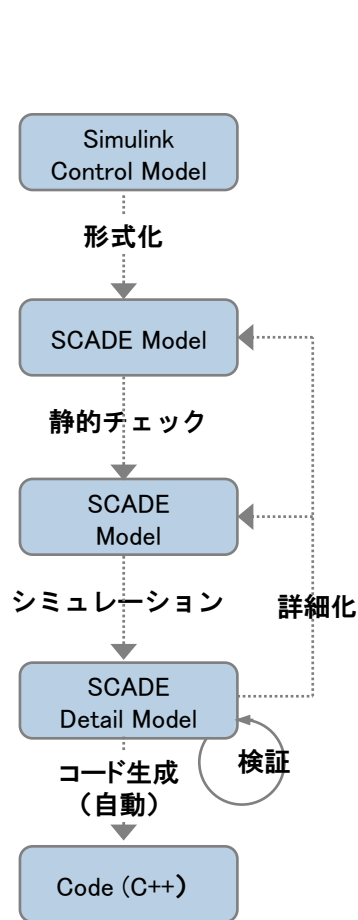 Simulink
Control Model
形式化
SCADE Model
静的チェック
SCADE
Model
シミュレーション
詳細化
SCADE
Detail Model
検証
コード生成
（自動）
Code (C++)